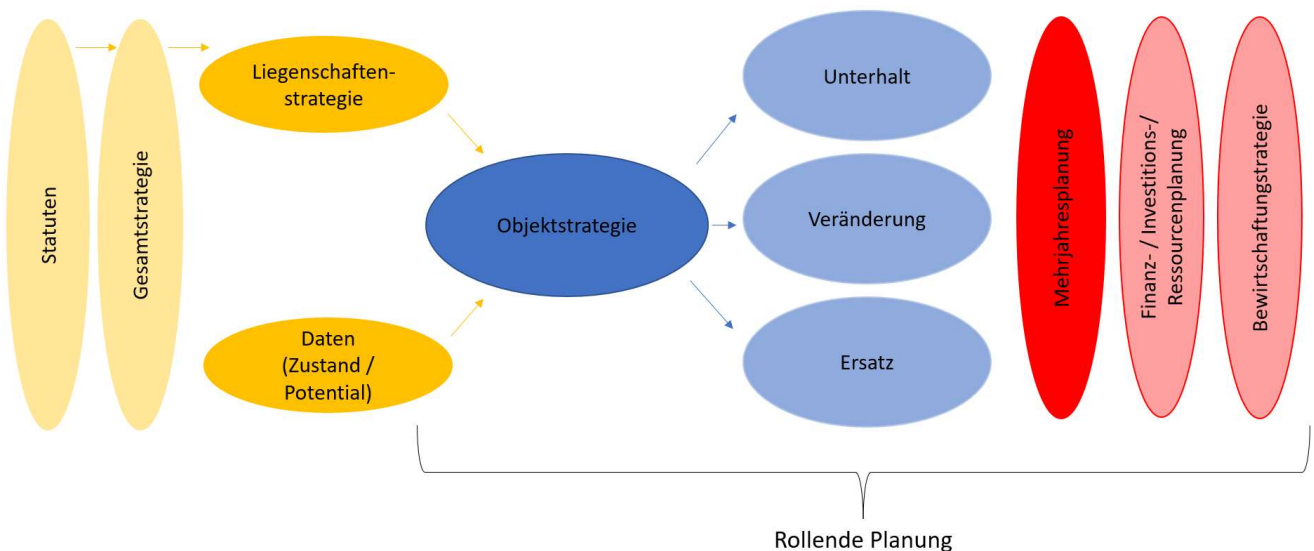 Statuten
Gesamtstrategie
Liegenschaften-
strategie
Daten
(Zustand /
Potential)
Objektstrategie
Unterhalt
Veränderung
Ersatz
Mehrjahresplanung
Finanz- / Investitions-/
Ressourcenplanung
Bewirtschaftungstrategie
Rollende Planung